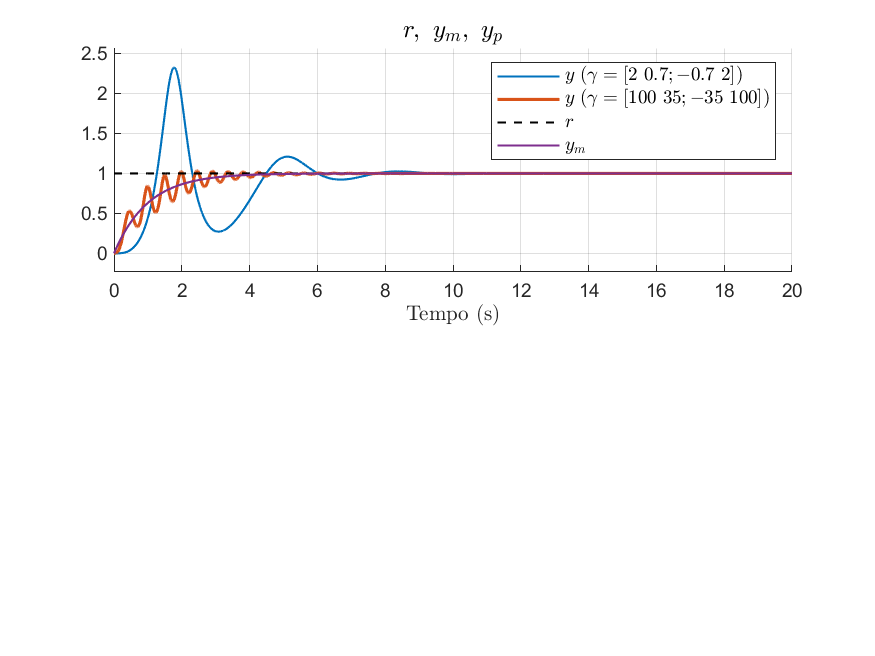 r, y_m, y_p
2.5
2
1.5
1
0.5
0
y (γ = [2 0.7; −0.7 2])
y (γ = [100 35; −35 100])
r
y_m
0 2 4 6 8 10 12 14 16 18 20
Tempo (s)